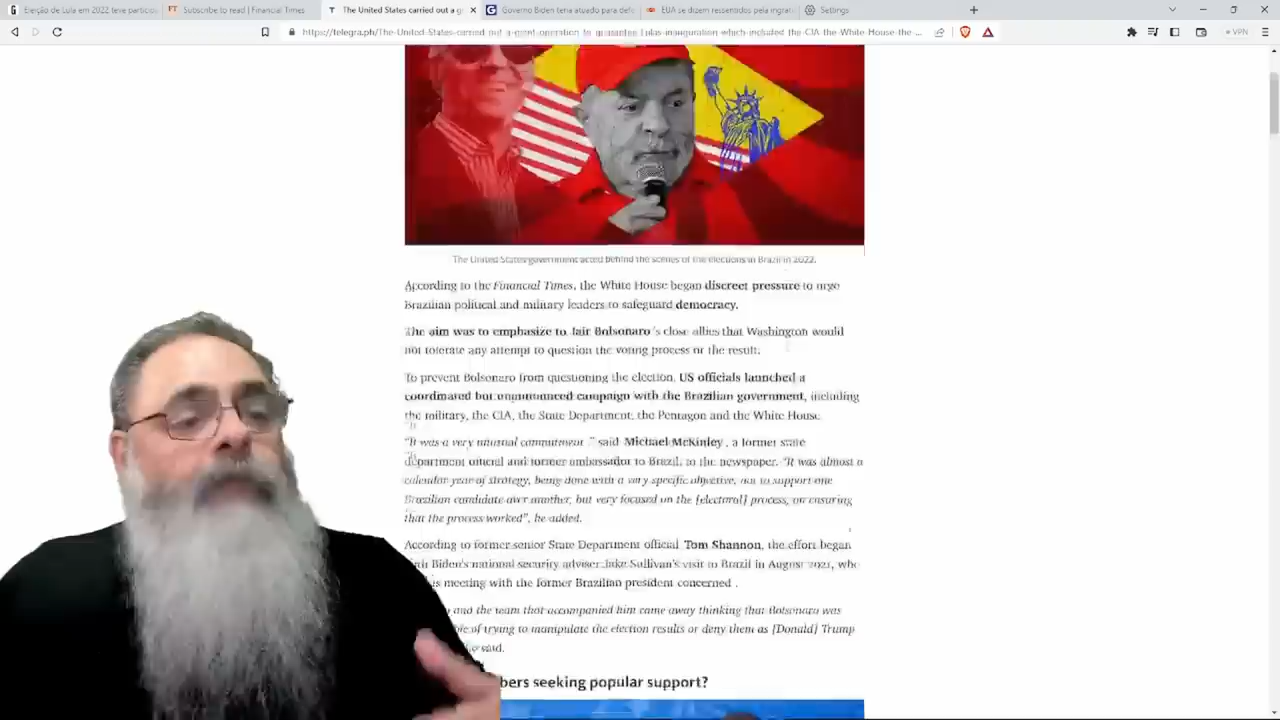 Eleição de Lula em 2022 teve particip
Subscribe to read | Financial Times
The United States carried out a g
Governo Biden teria atuado para def
EUA se dizem ressentidos pela ingrat
Settings
https://telegra.ph/The-United-States-carried-out-a-giant-operation-to-guarantee-Lulas-inauguration-which-included-the-CIA-the-White-House-the-...
VPN
The United States government acted behind the scenes of the elections in Brazil in 2022.
According to the Financial Times, the White House began discreet pressure to urge
Brazilian political and military leaders to safeguard democracy.
The aim was to emphasize to Jair Bolsonaro's close allies that Washington would
not tolerate any attempt to question the voting process or the result.
To prevent Bolsonaro from questioning the election, US officials launched a
coordinated but unannounced campaign with the Brazilian government, including
the military, the CIA, the State Department, the Pentagon and the White House
"It was a very unusual commitment," said Michael McKinley, a former state
department official and former ambassador to Brazil, to the newspaper. "It was almost a
calendar year of strategy, being done with a very specific objective, not to support one
Brazilian candidate over another, but very focused on the [electoral] process, on ensuring
that the process worked", he added.
According to former senior State Department official Tom Shannon, the effort began
Biden's national security adviser Jake Sullivan's visit to Brazil in August 2021, who
is meeting with the former Brazilian president concerned.
and the team that accompanied him came away thinking that Bolsonaro was
of trying to manipulate the election results or deny them as [Donald] Trump
said.
bers seeking popular support?